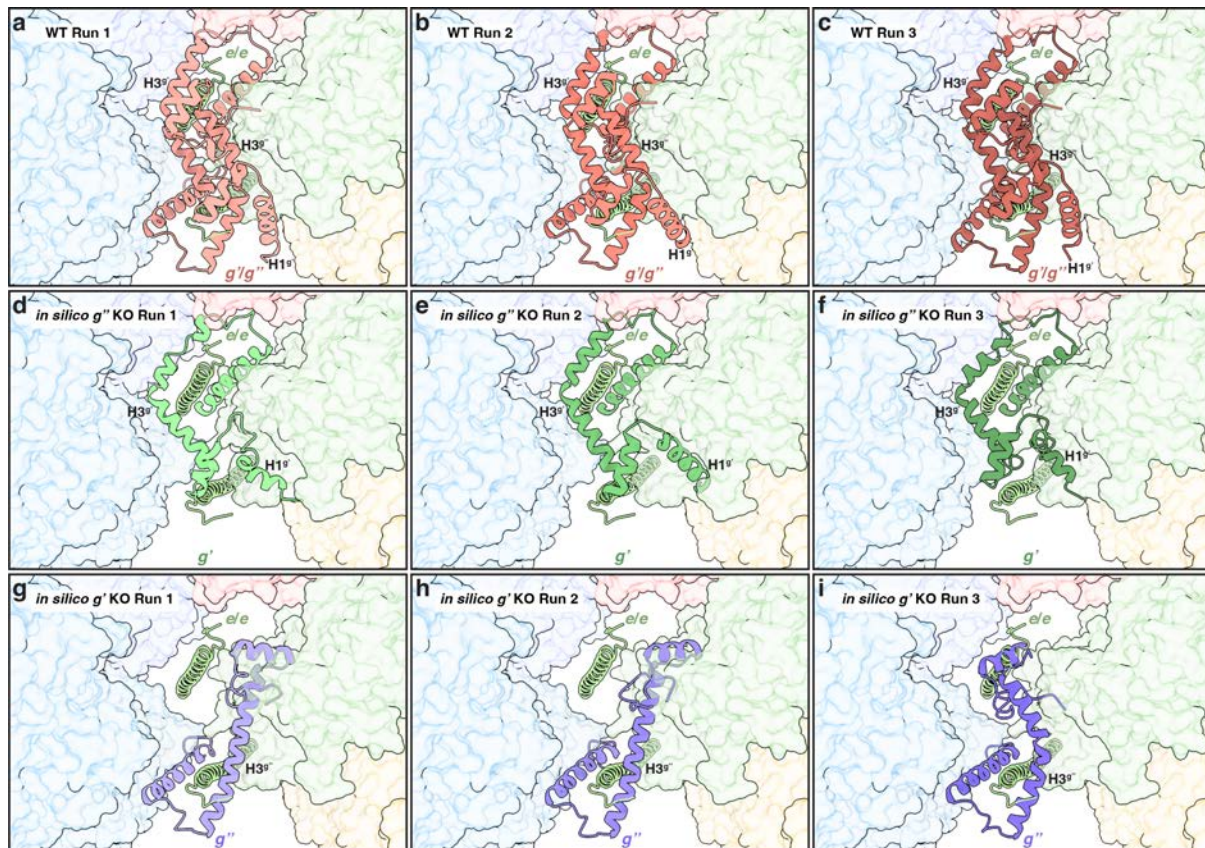 a WT Run 1
e/e
H3g'
H3g''
H1g'
g'/g''
b WT Run 2
e/e
H3g'
H3g''
g'/g''
c WT Run 3
e/e
H3g'
H3g''
H1g'
g'/g''
d in silico g'' KO Run 1
e/e
H3g'
H1g'
g'
e in silico g'' KO Run 2
e/e
H3g'
H1g'
g'
f in silico g'' KO Run 3
e/e
H3g'
H1g'
g'
g in silico g' KO Run 1
e/e
H3g''
g''
h in silico g' KO Run 2
e/e
H3g''
g''
i in silico g' KO Run 3
e/e
H3g''
g''